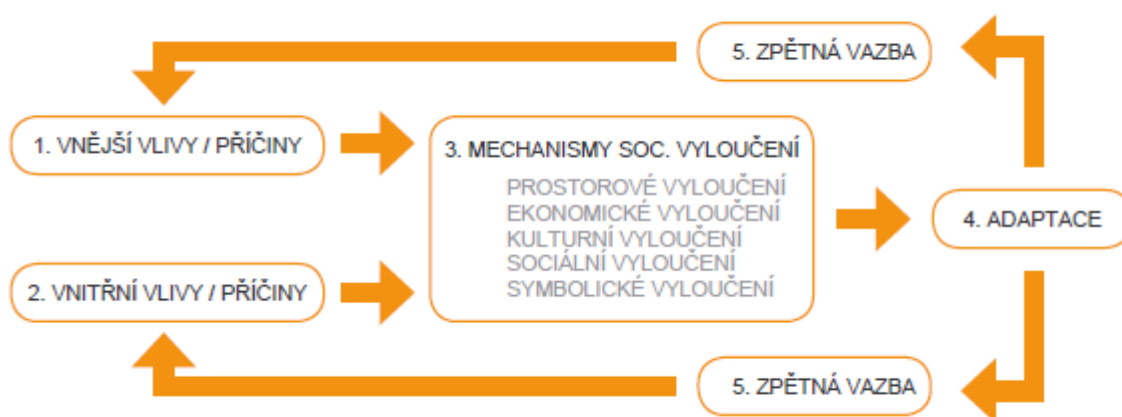 5. ZPĚTNÁ VAZBA
1. VNĚJŠÍ VLIVY / PŘÍČINY
3. MECHANISMY SOC. VYLOUČENÍ
PROSTOROVÉ VYLOUČENÍ
EKONOMICKÉ VYLOUČENÍ
KULTURNÍ VYLOUČENÍ
SOCIÁLNÍ VYLOUČENÍ
SYMBOLICKÉ VYLOUČENÍ
4. ADAPTACE
2. VNITŘNÍ VLIVY / PŘÍČINY
5. ZPĚTNÁ VAZBA